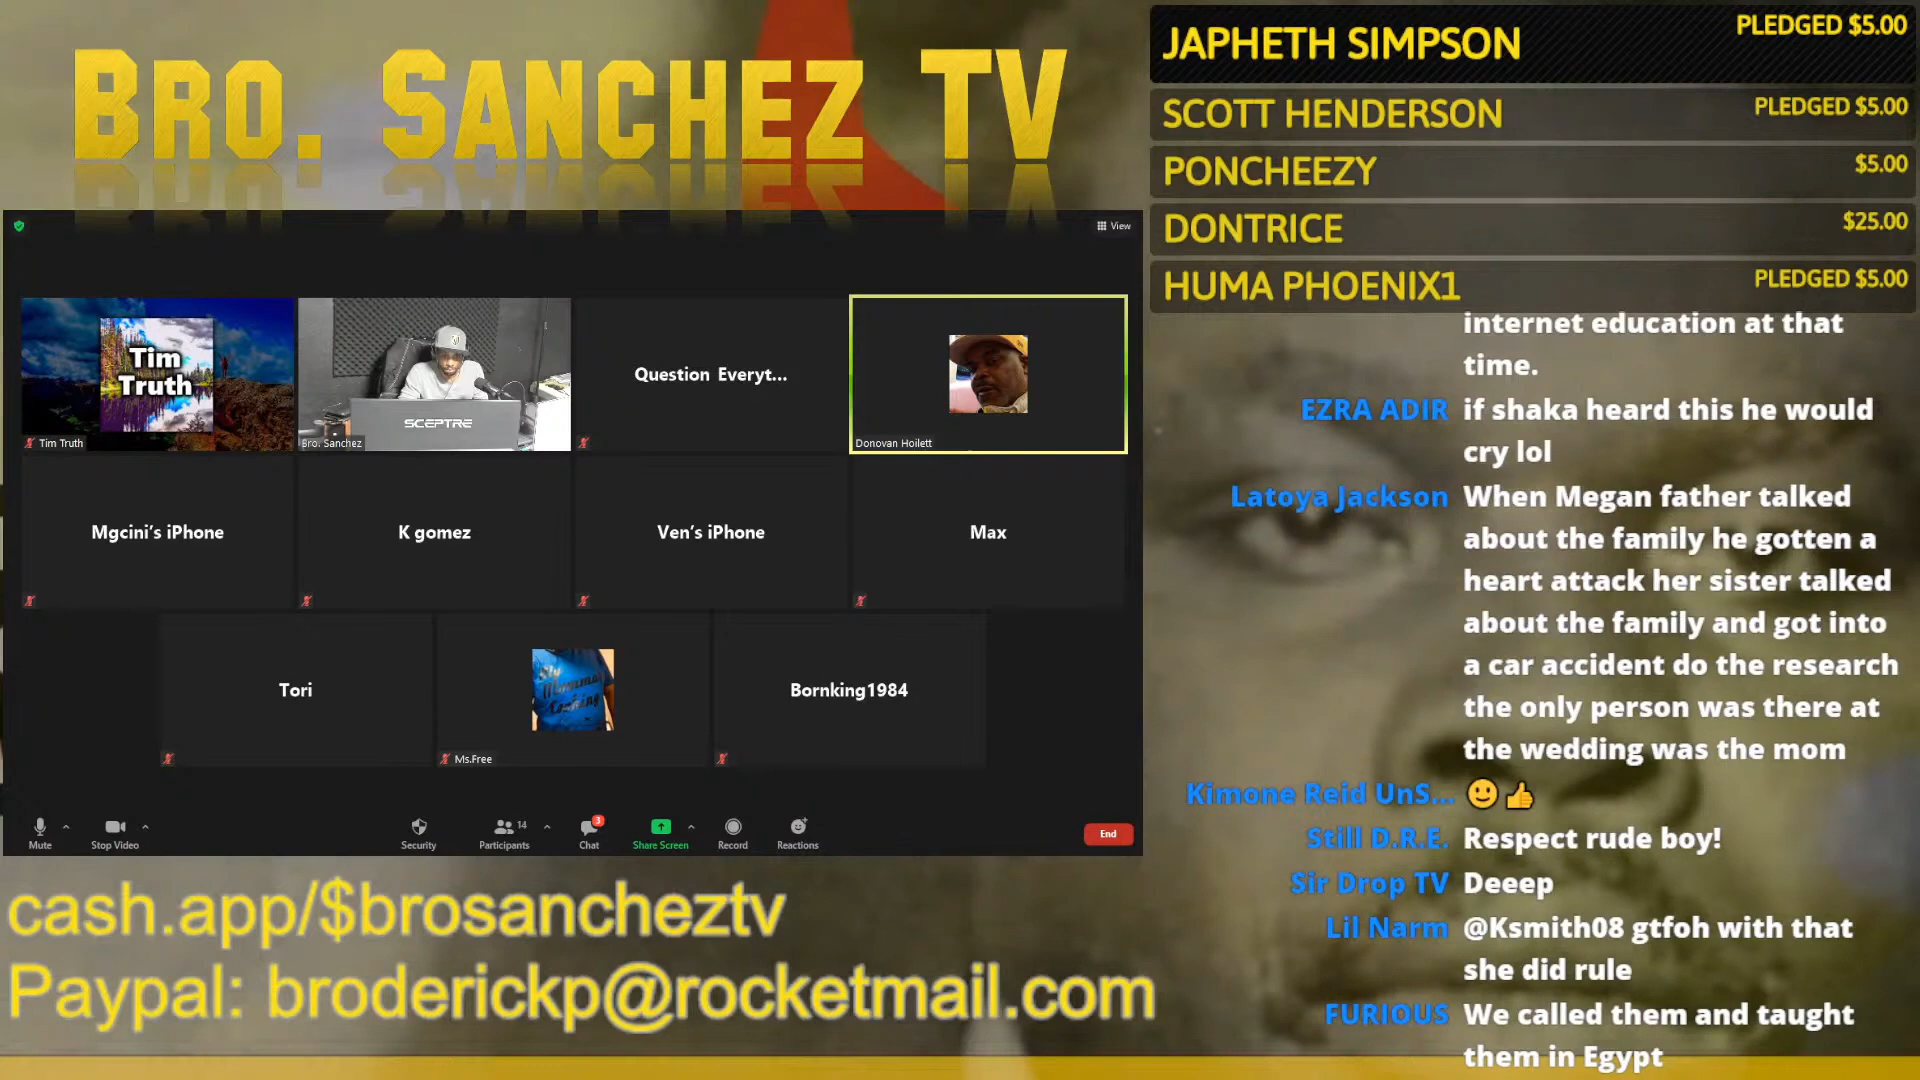 BRO. SANCHEZ TV
JAPHETH SIMPSON PLEDGED $5.00
SCOTT HENDERSON PLEDGED $5.00
PONCHEEZY $5.00
DONTRICE $25.00
HUMA PHOENIX1 PLEDGED $5.00
View
Tim
Truth
Tim Truth
SCEPTRE
Bro. Sanchez
Question Everyt...
Donovan Hoilett
Mgcini's iPhone
K gomez
Ven's iPhone
Max
Tori
Ms.Free
Bornking1984
Mute
Stop Video
Security
14
Participants
3
Chat
Share Screen
Record
Reactions
End
internet education at that
time.
EZRA ADIR if shaka heard this he would
cry lol
Latoya Jackson When Megan father talked
about the family he gotten a
heart attack her sister talked
about the family and got into
a car accident do the research
the only person was there at
the wedding was the mom
Kimone Reid UnS... 🙂👍
Still D.R.E. Respect rude boy!
Sir Drop TV Deeep
Lil Narm @Ksmith08 gtfoh with that
she did rule
FURIOUS We called them and taught
them in Egypt
cash.app/$brosancheztv
Paypal: broderickp@rocketmail.com